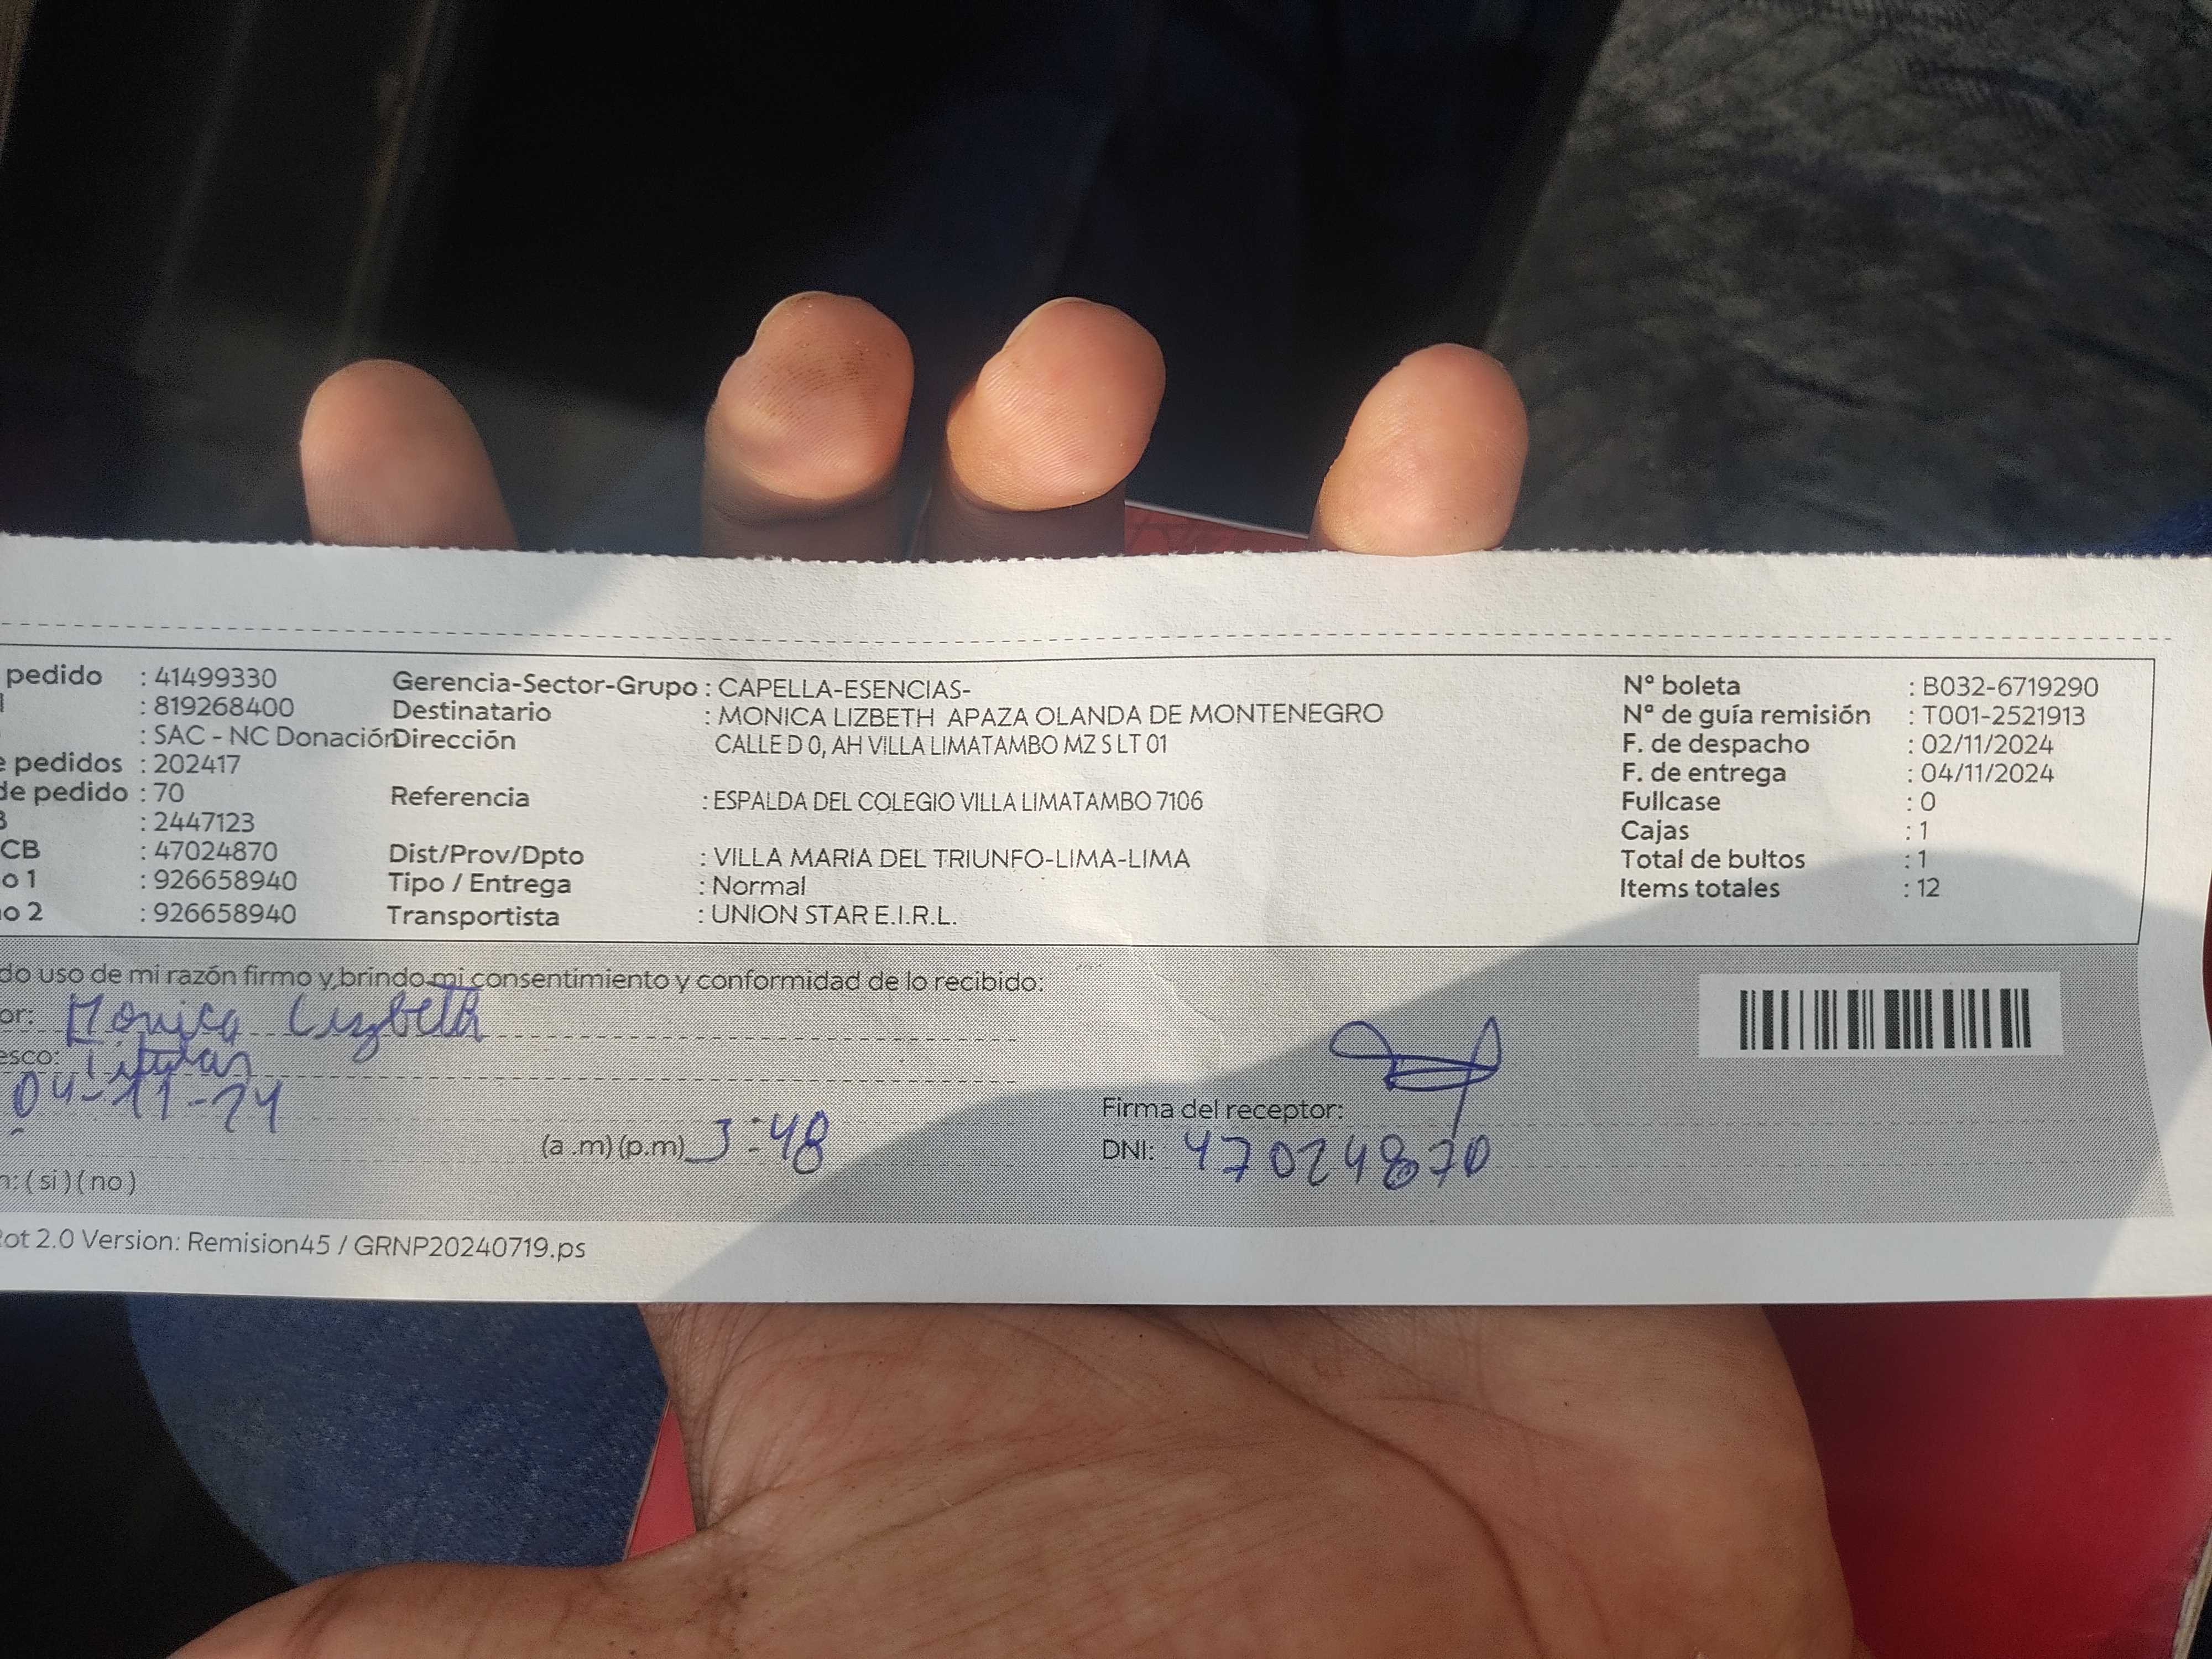 pedido : 41499330
: 819268400
: SAC - NC Donación
e pedidos : 202417
de pedido : 70
: 2447123
CB : 47024870
o 1 : 926658940
o 2 : 926658940
Gerencia-Sector-Grupo : CAPELLA-ESENCIAS-
Destinatario : MONICA LIZBETH APAZA OLANDA DE MONTENEGRO
Dirección CALLE D 0, AH VILLA LIMATAMBO MZ S LT 01
Referencia : ESPALDA DEL COLEGIO VILLA LIMATAMBO 7106
Dist/Prov/Dpto : VILLA MARIA DEL TRIUNFO-LIMA-LIMA
Tipo / Entrega : Normal
Transportista : UNION STAR E.I.R.L.
Nº boleta : B032-6719290
Nº de guía remisión : T001-2521913
F. de despacho : 02/11/2024
F. de entrega : 04/11/2024
Fullcase : 0
Cajas : 1
Total de bultos : 1
Items totales : 12
do uso de mi razón firmo y brindo mi consentimiento y conformidad de lo recibido:
or: Monica Lizbeth
esco: Titular
04-11-24
(a .m) (p.m) 3:48
Firma del receptor:
DNI: 47024870
n: ( si ) ( no )
ot 2.0 Version: Remision45 / GRNP20240719.ps